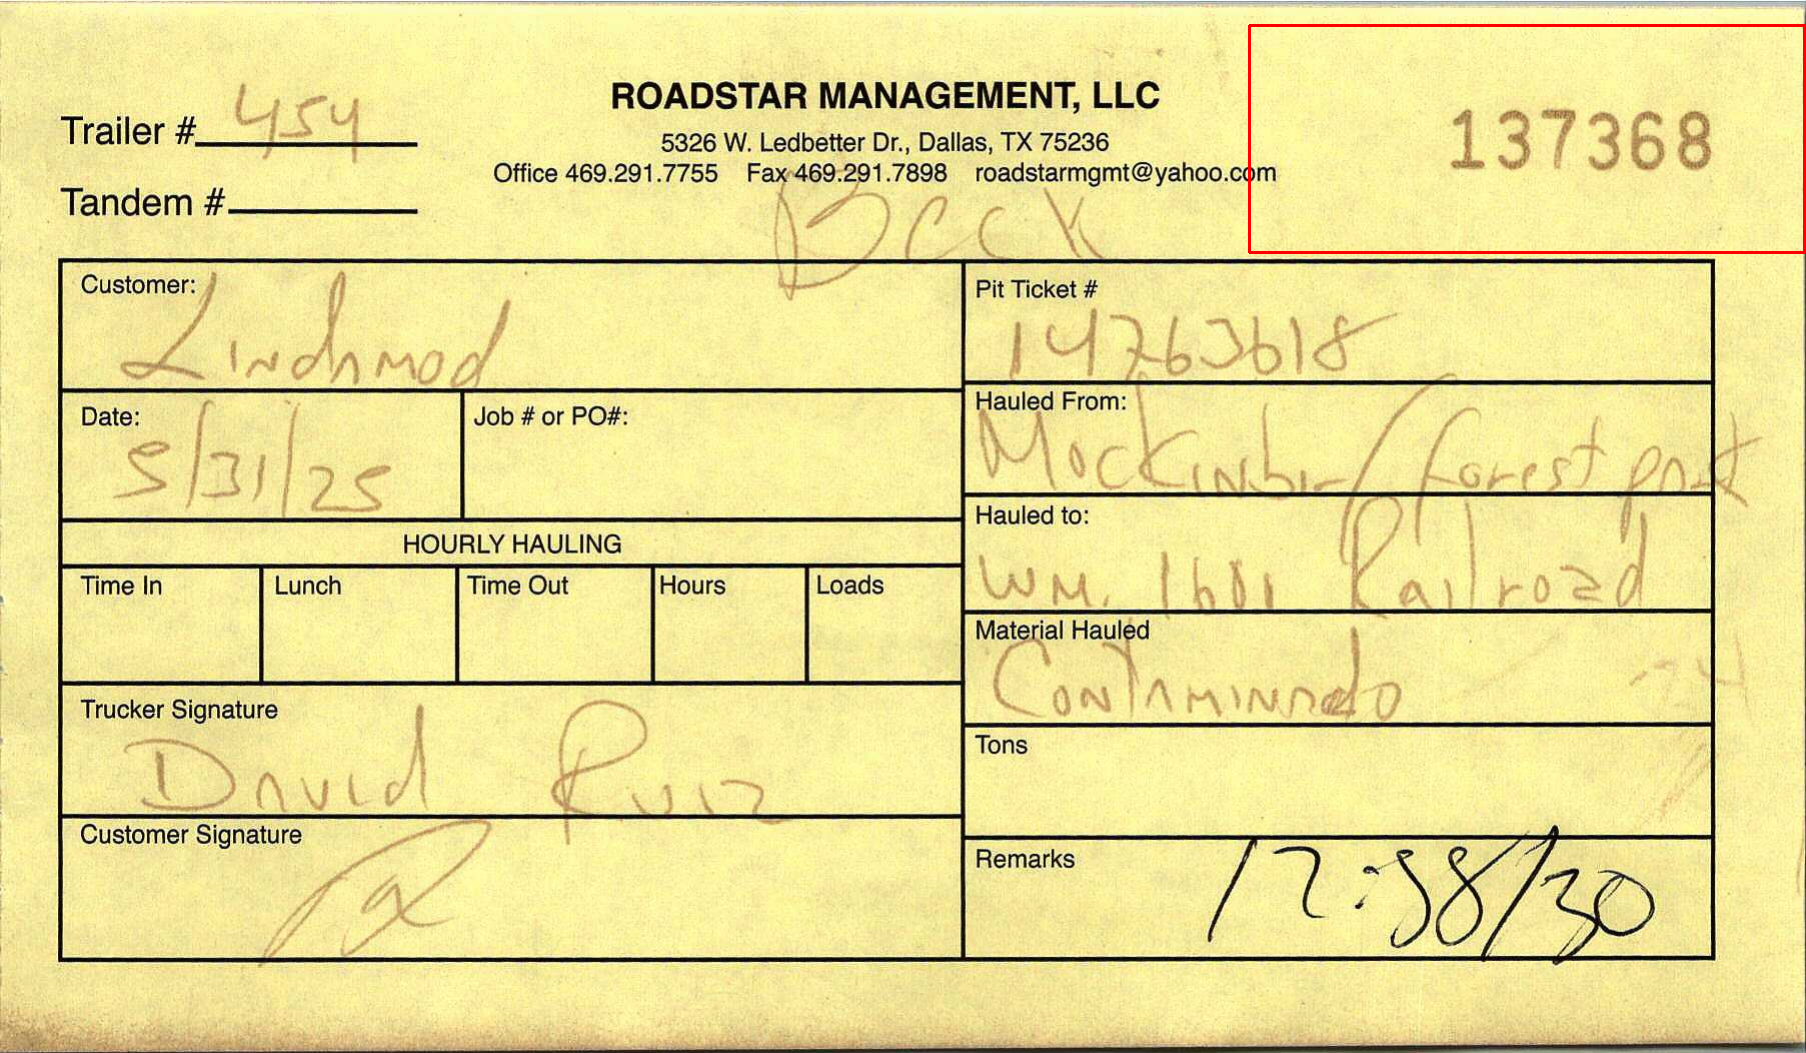 ROADSTAR MANAGEMENT, LLC
5326 W. Ledbetter Dr., Dallas, TX 75236
Office 469.291.7755 Fax 469.291.7898 roadstarmgmt@yahoo.com
137368
Trailer # 454
Tandem #
Beck
Customer:
Lindamod
Pit Ticket #
14763618
Date:
5/31/25
Job # or PO#:
Hauled From:
Mockinbir/forest port
Hauled to:
WM. 1601 Railroad
HOURLY HAULING
Time In Lunch Time Out Hours Loads
Material Hauled
Contaminado
Trucker Signature
David Ruiz
Tons
Customer Signature
Remarks
12:38/30